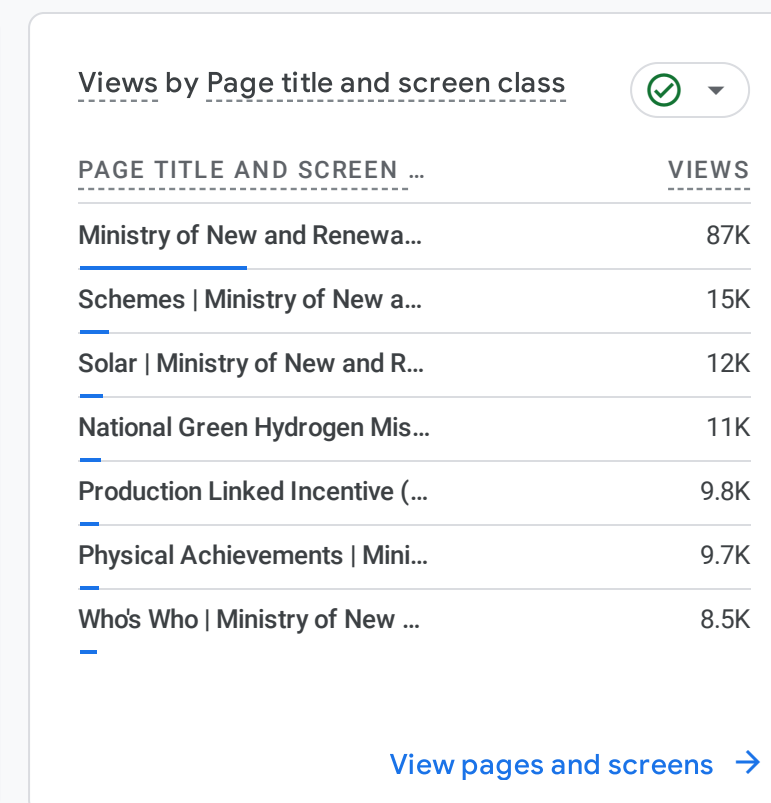 Views by Page title and screen class
PAGE TITLE AND SCREEN … VIEWS
Ministry of New and Renewa… 87K
Schemes | Ministry of New a… 15K
Solar | Ministry of New and R… 12K
National Green Hydrogen Mis… 11K
Production Linked Incentive (… 9.8K
Physical Achievements | Mini… 9.7K
Who's Who | Ministry of New … 8.5K
View pages and screens